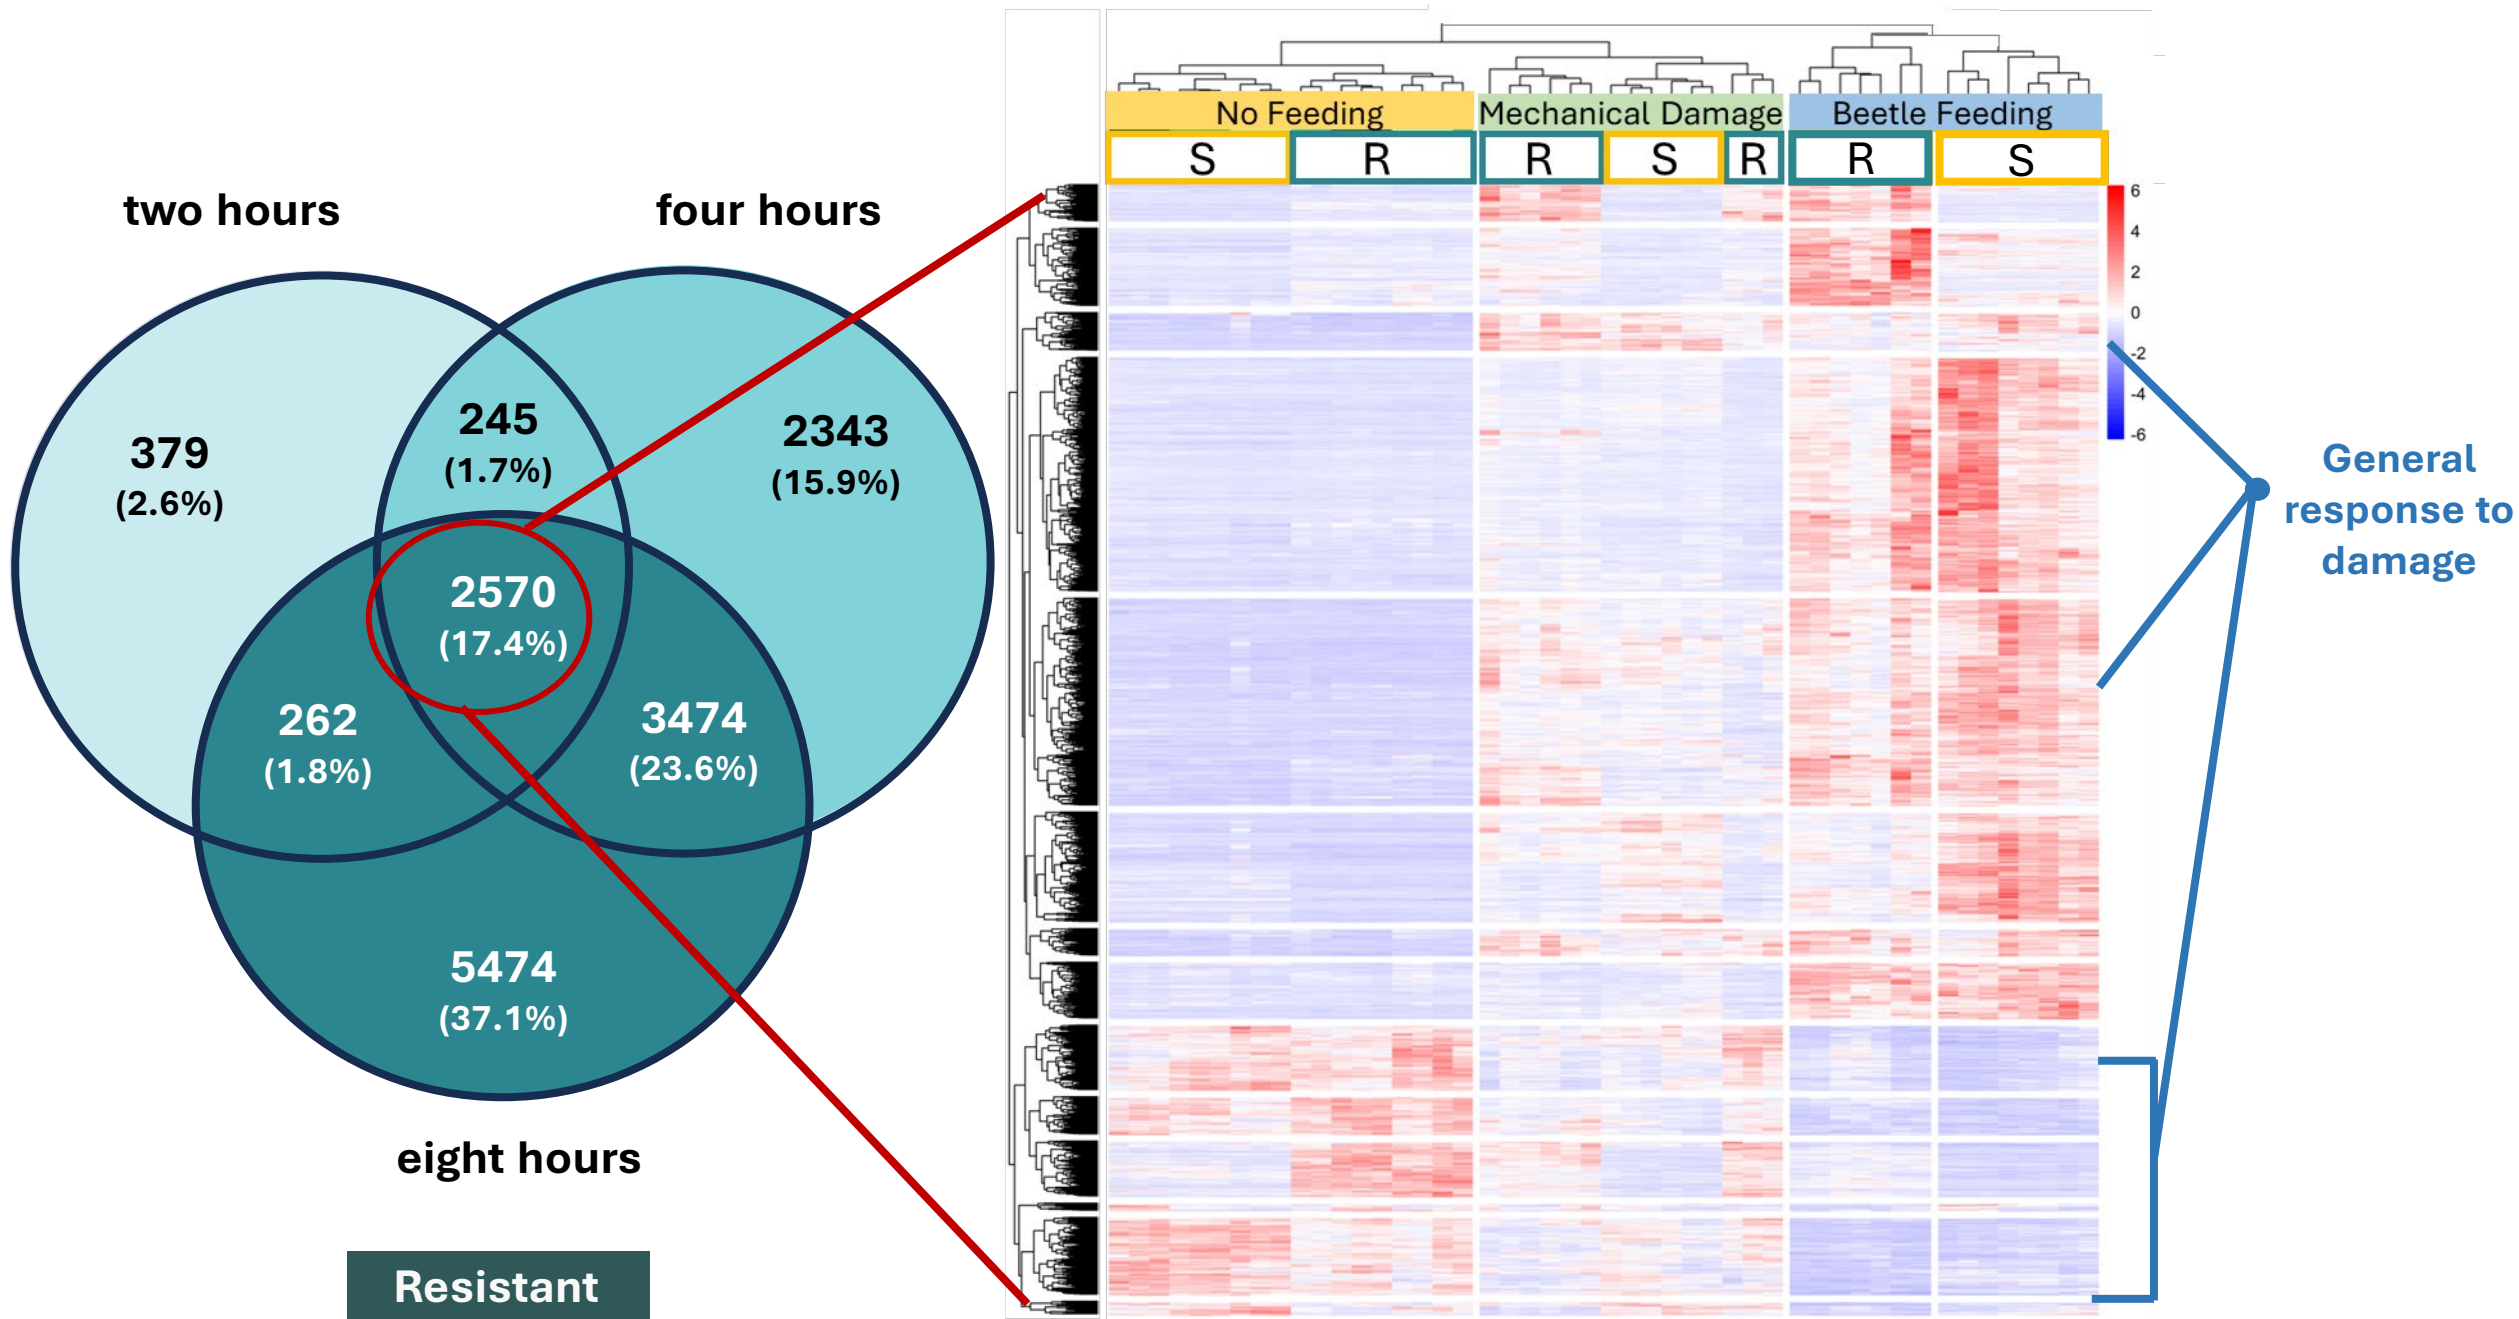 two hours
four hours
379
(2.6%)
245
(1.7%)
2343
(15.9%)
2570
(17.4%)
262
(1.8%)
3474
(23.6%)
5474
(37.1%)
eight hours
Resistant
No Feeding
Mechanical Damage
Beetle Feeding
S
R
R
S
R
R
S
6
4
2
0
-2
-4
-6
General
response to
damage